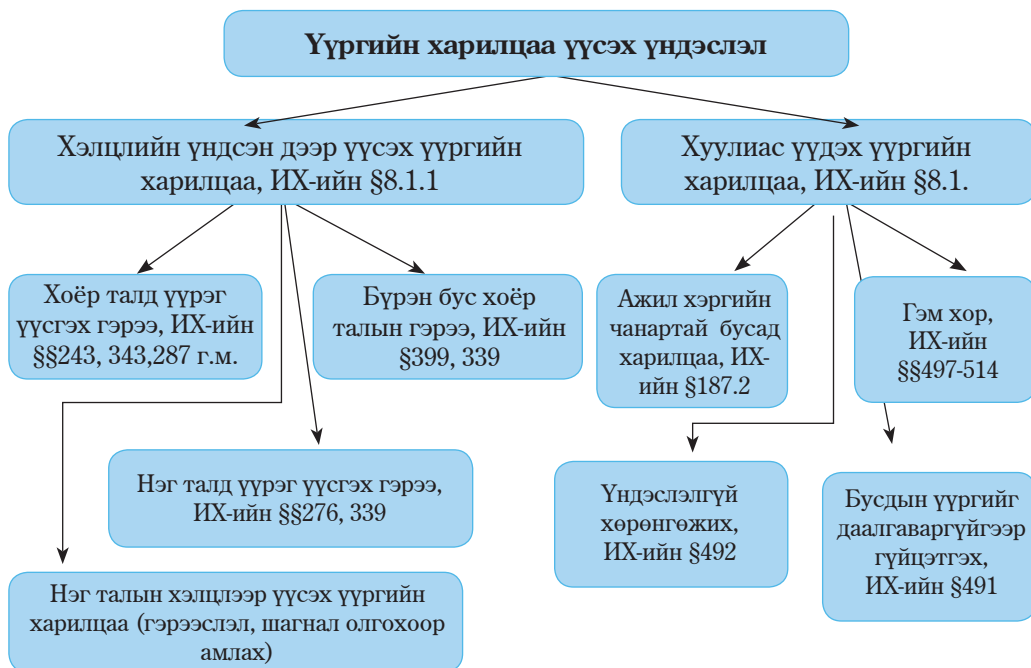 Үүргийн харилцаа үүсэх үндэслэл
Хэлцлийн үндсэн дээр үүсэх үүргийн
харилцаа, ИХ-ийн §8.1.1
Хуулиас үүдэх үүргийн
харилцаа, ИХ-ийн §8.1.
Хоёр талд үүрэг
үүсгэх гэрээ, ИХ-ийн
§§243, 343,287 г.м.
Бүрэн бус хоёр
талын гэрээ, ИХ-ийн
§399, 339
Ажил хэргийн
чанартай бусад
харилцаа, ИХ-
ийн §187.2
Гэм хор,
ИХ-ийн
§§497-514
Нэг талд үүрэг үүсгэх гэрээ,
ИХ-ийн §§276, 339
Үндэслэлгүй
хөрөнгөжих,
ИХ-ийн §492
Бусдын үүргийг
даалгаваргүйгээр
гүйцэтгэх,
ИХ-ийн §491
Нэг талын хэлцлээр үүсэх үүргийн
харилцаа (гэрээслэл, шагнал олгохоор
амлах)